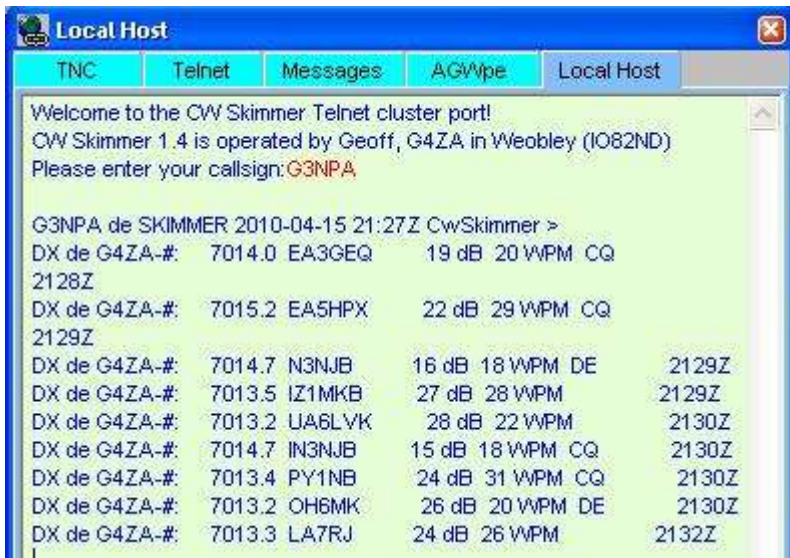 Local Host
TNC Telnet Messages AGWpe Local Host
Welcome to the CW Skimmer Telnet cluster port!
CW Skimmer 1.4 is operated by Geoff, G4ZA in Weobley (IO82ND)
Please enter your callsign:G3NPA
G3NPA de SKIMMER 2010-04-15 21:27Z CwSkimmer >
DX de G4ZA-#: 7014.0 EA3GEQ 19 dB 20 WPM CQ
2128Z
DX de G4ZA-#: 7015.2 EA5HPX 22 dB 29 WPM CQ
2129Z
DX de G4ZA-#: 7014.7 N3NJB 16 dB 18 WPM DE 2129Z
DX de G4ZA-#: 7013.5 IZ1MKB 27 dB 28 WPM 2129Z
DX de G4ZA-#: 7013.2 UA6LVK 28 dB 22 WPM 2130Z
DX de G4ZA-#: 7014.7 IN3NJB 15 dB 18 WPM CQ 2130Z
DX de G4ZA-#: 7013.4 PY1NB 24 dB 31 WPM CQ 2130Z
DX de G4ZA-#: 7013.2 OH6MK 26 dB 20 WPM DE 2130Z
DX de G4ZA-#: 7013.3 LA7RJ 24 dB 26 WPM 2132Z